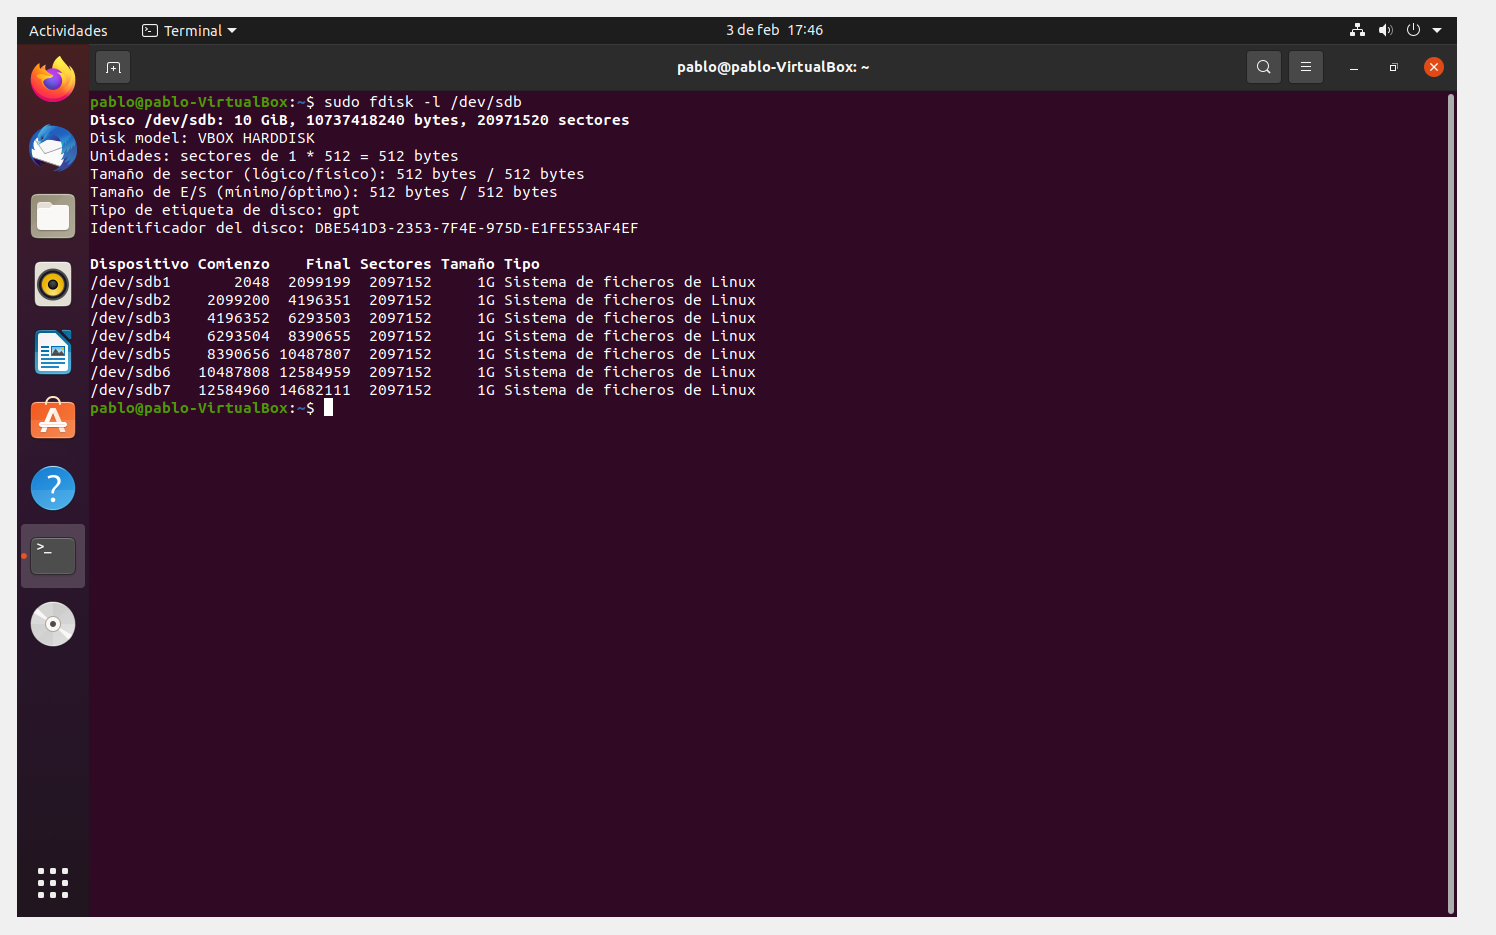 Actividades Terminal 3 de feb 17:46
pablo@pablo-VirtualBox: ~
pablo@pablo-VirtualBox:~$ sudo fdisk -l /dev/sdb
Disco /dev/sdb: 10 GiB, 10737418240 bytes, 20971520 sectores
Disk model: VBOX HARDDISK
Unidades: sectores de 1 * 512 = 512 bytes
Tamaño de sector (lógico/físico): 512 bytes / 512 bytes
Tamaño de E/S (mínimo/óptimo): 512 bytes / 512 bytes
Tipo de etiqueta de disco: gpt
Identificador del disco: DBE541D3-2353-7F4E-975D-E1FE553AF4EF
Dispositivo Comienzo Final Sectores Tamaño Tipo
/dev/sdb1 2048 2099199 2097152 1G Sistema de ficheros de Linux
/dev/sdb2 2099200 4196351 2097152 1G Sistema de ficheros de Linux
/dev/sdb3 4196352 6293503 2097152 1G Sistema de ficheros de Linux
/dev/sdb4 6293504 8390655 2097152 1G Sistema de ficheros de Linux
/dev/sdb5 8390656 10487807 2097152 1G Sistema de ficheros de Linux
/dev/sdb6 10487808 12584959 2097152 1G Sistema de ficheros de Linux
/dev/sdb7 12584960 14682111 2097152 1G Sistema de ficheros de Linux
pablo@pablo-VirtualBox:~$